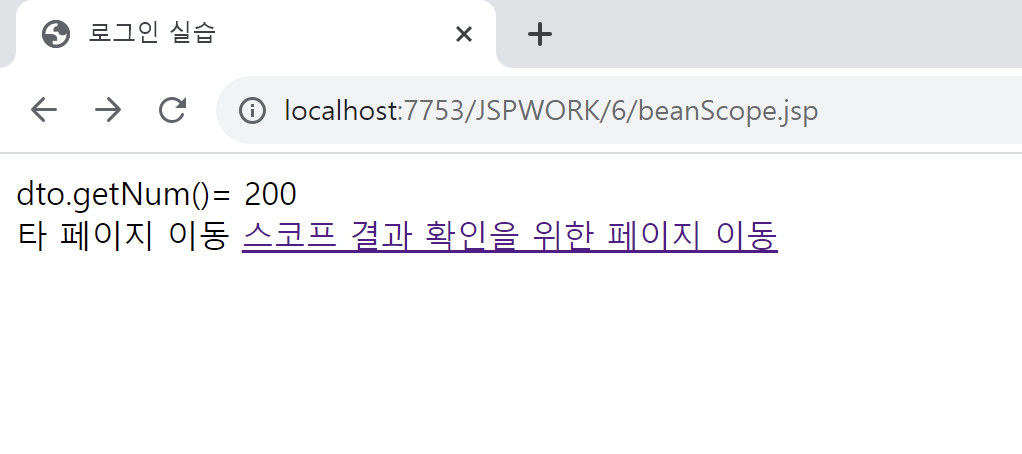 로그인 실습
localhost:7753/JSPWORK/6/beanScope.jsp
dto.getNum()= 200
타 페이지 이동 스코프 결과 확인을 위한 페이지 이동